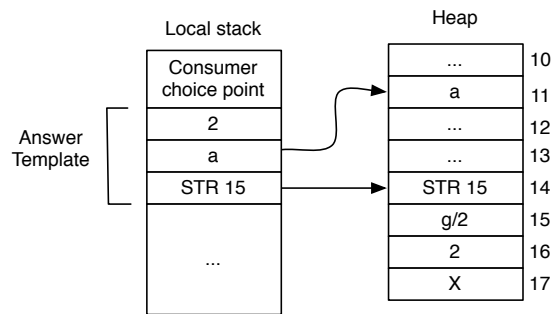 Local stack
Consumer
choice point
2
a
STR 15
...
Answer
Template
Heap
... 10
a 11
... 12
... 13
STR 15 14
g/2 15
2 16
X 17